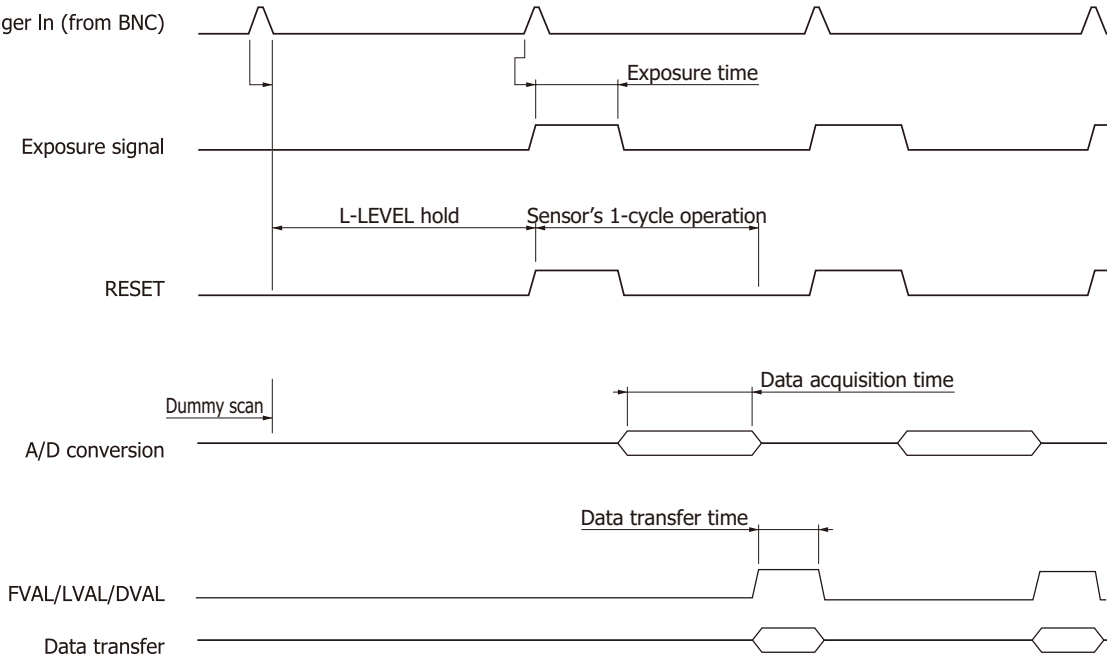 ger In (from BNC)
Exposure time
Exposure signal
L-LEVEL hold
Sensor's 1-cycle operation
RESET
Data acquisition time
Dummy scan
A/D conversion
Data transfer time
FVAL/LVAL/DVAL
Data transfer